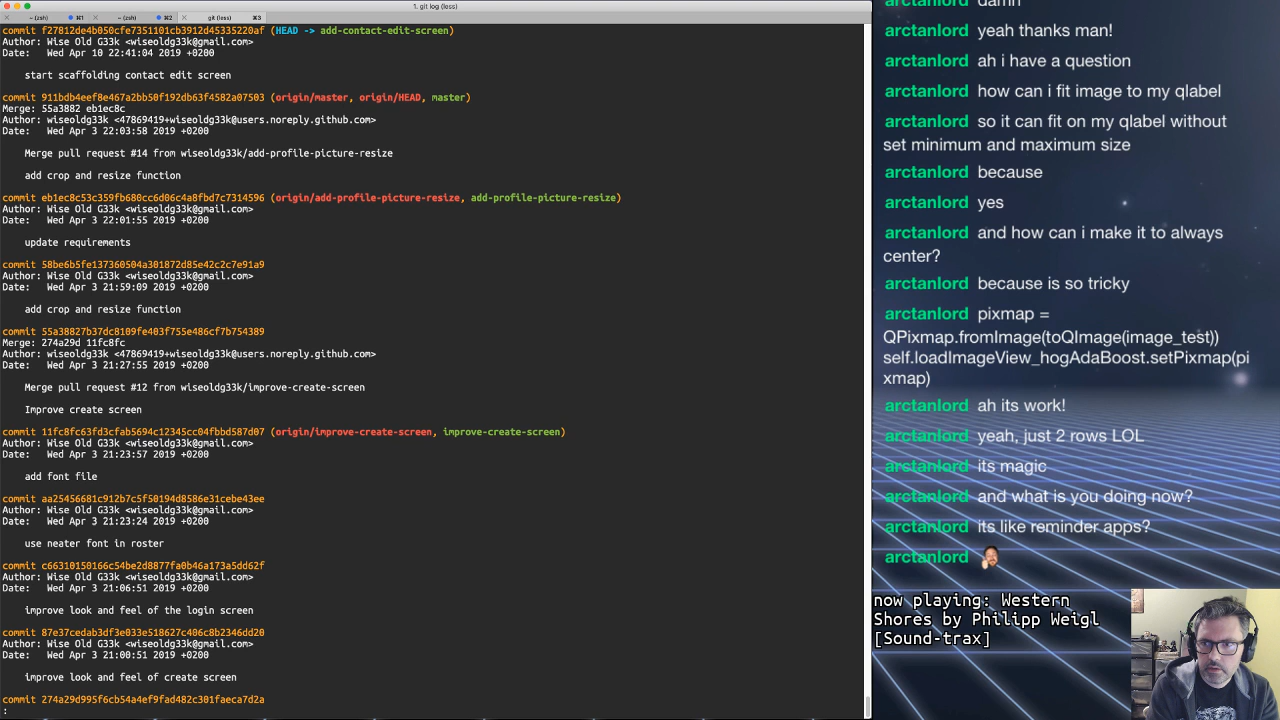 1. git log (less)
- (zsh) ⌘1
- (zsh) ⌘2
git (less) ⌘3
commit f27812de4b050cfe7351101cb3912d45335220af (HEAD -> add-contact-edit-screen)
Author: Wise Old G33k <wiseoldg33k@gmail.com>
Date: Wed Apr 10 22:41:04 2019 +0200
start scaffolding contact edit screen
commit 911bdb4eef8e467a2bb50f192db63f4582a07503 (origin/master, origin/HEAD, master)
Merge: 55a3882 eb1ec8c
Author: wiseoldg33k <47869419+wiseoldg33k@users.noreply.github.com>
Date: Wed Apr 3 22:03:58 2019 +0200
Merge pull request #14 from wiseoldg33k/add-profile-picture-resize
add crop and resize function
commit eb1ec8c53c359fb680cc6d06c4a8fbd7c7314596 (origin/add-profile-picture-resize, add-profile-picture-resize)
Author: Wise Old G33k <wiseoldg33k@gmail.com>
Date: Wed Apr 3 22:01:55 2019 +0200
update requirements
commit 58be6b5fe137360504a301872d85e42c2c7e91a9
Author: Wise Old G33k <wiseoldg33k@gmail.com>
Date: Wed Apr 3 21:59:09 2019 +0200
add crop and resize function
commit 55a38827b37dc8109fe403f755e486cf7b754389
Merge: 274a29d 11fc8fc
Author: wiseoldg33k <47869419+wiseoldg33k@users.noreply.github.com>
Date: Wed Apr 3 21:27:55 2019 +0200
Merge pull request #12 from wiseoldg33k/improve-create-screen
Improve create screen
commit 11fc8fc63fd3cfab5694c12345cc04fbbd587d07 (origin/improve-create-screen, improve-create-screen)
Author: Wise Old G33k <wiseoldg33k@gmail.com>
Date: Wed Apr 3 21:23:57 2019 +0200
add font file
commit aa25456681c912b7c5f50194d8586e31cebe43ee
Author: Wise Old G33k <wiseoldg33k@gmail.com>
Date: Wed Apr 3 21:23:24 2019 +0200
use neater font in roster
commit c66310150166c54be2d8877fa0b46a173a5dd62f
Author: Wise Old G33k <wiseoldg33k@gmail.com>
Date: Wed Apr 3 21:06:51 2019 +0200
improve look and feel of the login screen
commit 87e37cedab3df3e033e518627c406c8b2346dd20
Author: Wise Old G33k <wiseoldg33k@gmail.com>
Date: Wed Apr 3 21:00:51 2019 +0200
improve look and feel of create screen
commit 274a29d995f6cb54a4ef9fad482c301faeca7d2a
:
arctanlord damn
arctanlord yeah thanks man!
arctanlord ah i have a question
arctanlord how can i fit image to my qlabel
arctanlord so it can fit on my qlabel without
set minimum and maximum size
arctanlord because
arctanlord yes
arctanlord and how can i make it to always
center?
arctanlord because is so tricky
arctanlord pixmap =
QPixmap.fromImage(toQImage(image_test))
self.loadImageView_hogAdaBoost.setPixmap(pi
xmap)
arctanlord ah its work!
arctanlord yeah, just 2 rows LOL
arctanlord its magic
arctanlord and what is you doing now?
arctanlord its like reminder apps?
arctanlord
now playing: Western
Shores by Philipp Weigl
[Sound-trax]